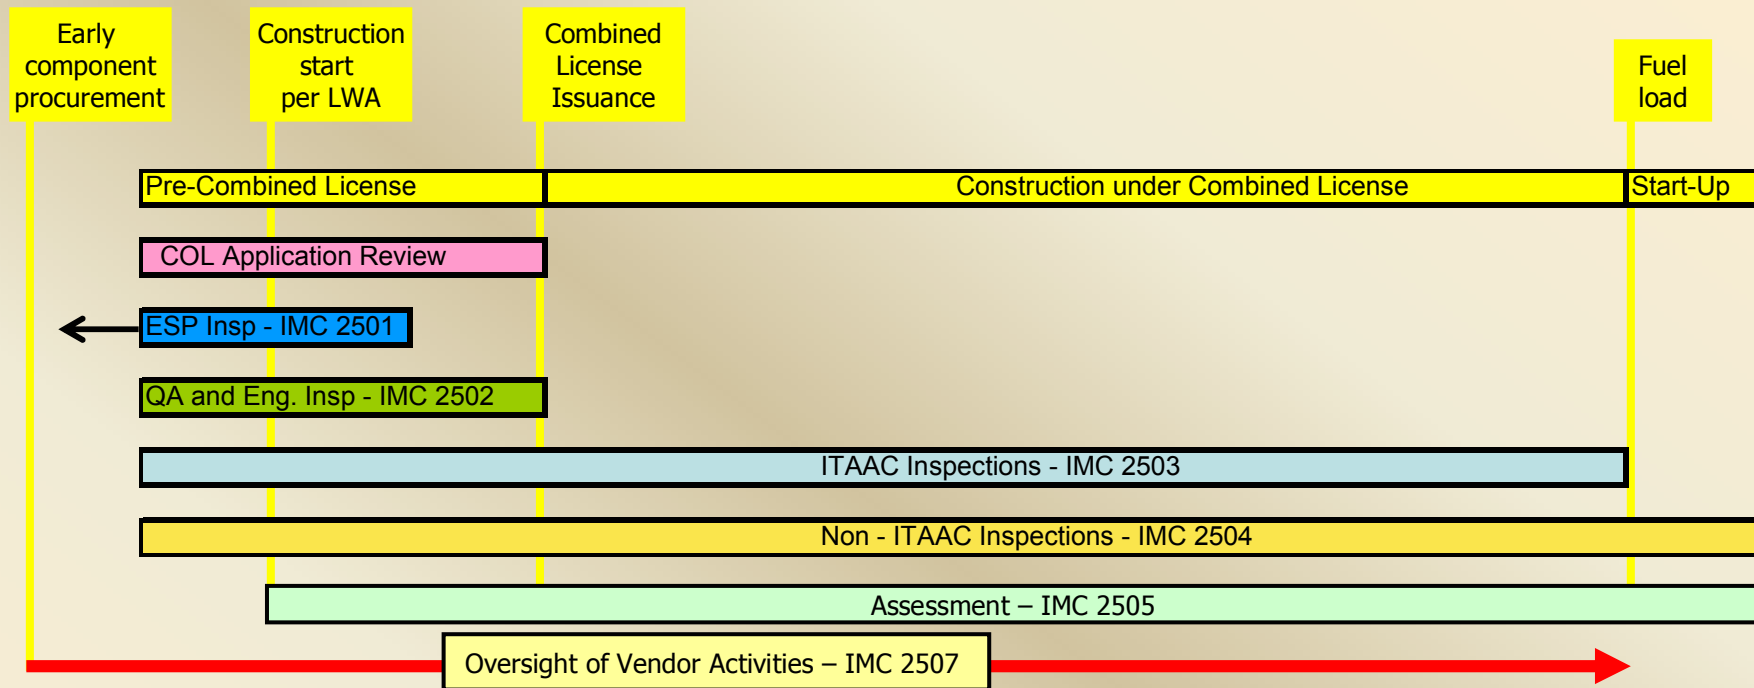 Early
component
procurement
Construction
start
per LWA
Combined
License
Issuance
Fuel
load
Pre-Combined License
Construction under Combined License
Start-Up
COL Application Review
ESP Insp - IMC 2501
QA and Eng. Insp - IMC 2502
ITAAC Inspections - IMC 2503
Non - ITAAC Inspections - IMC 2504
Assessment – IMC 2505
Oversight of Vendor Activities – IMC 2507